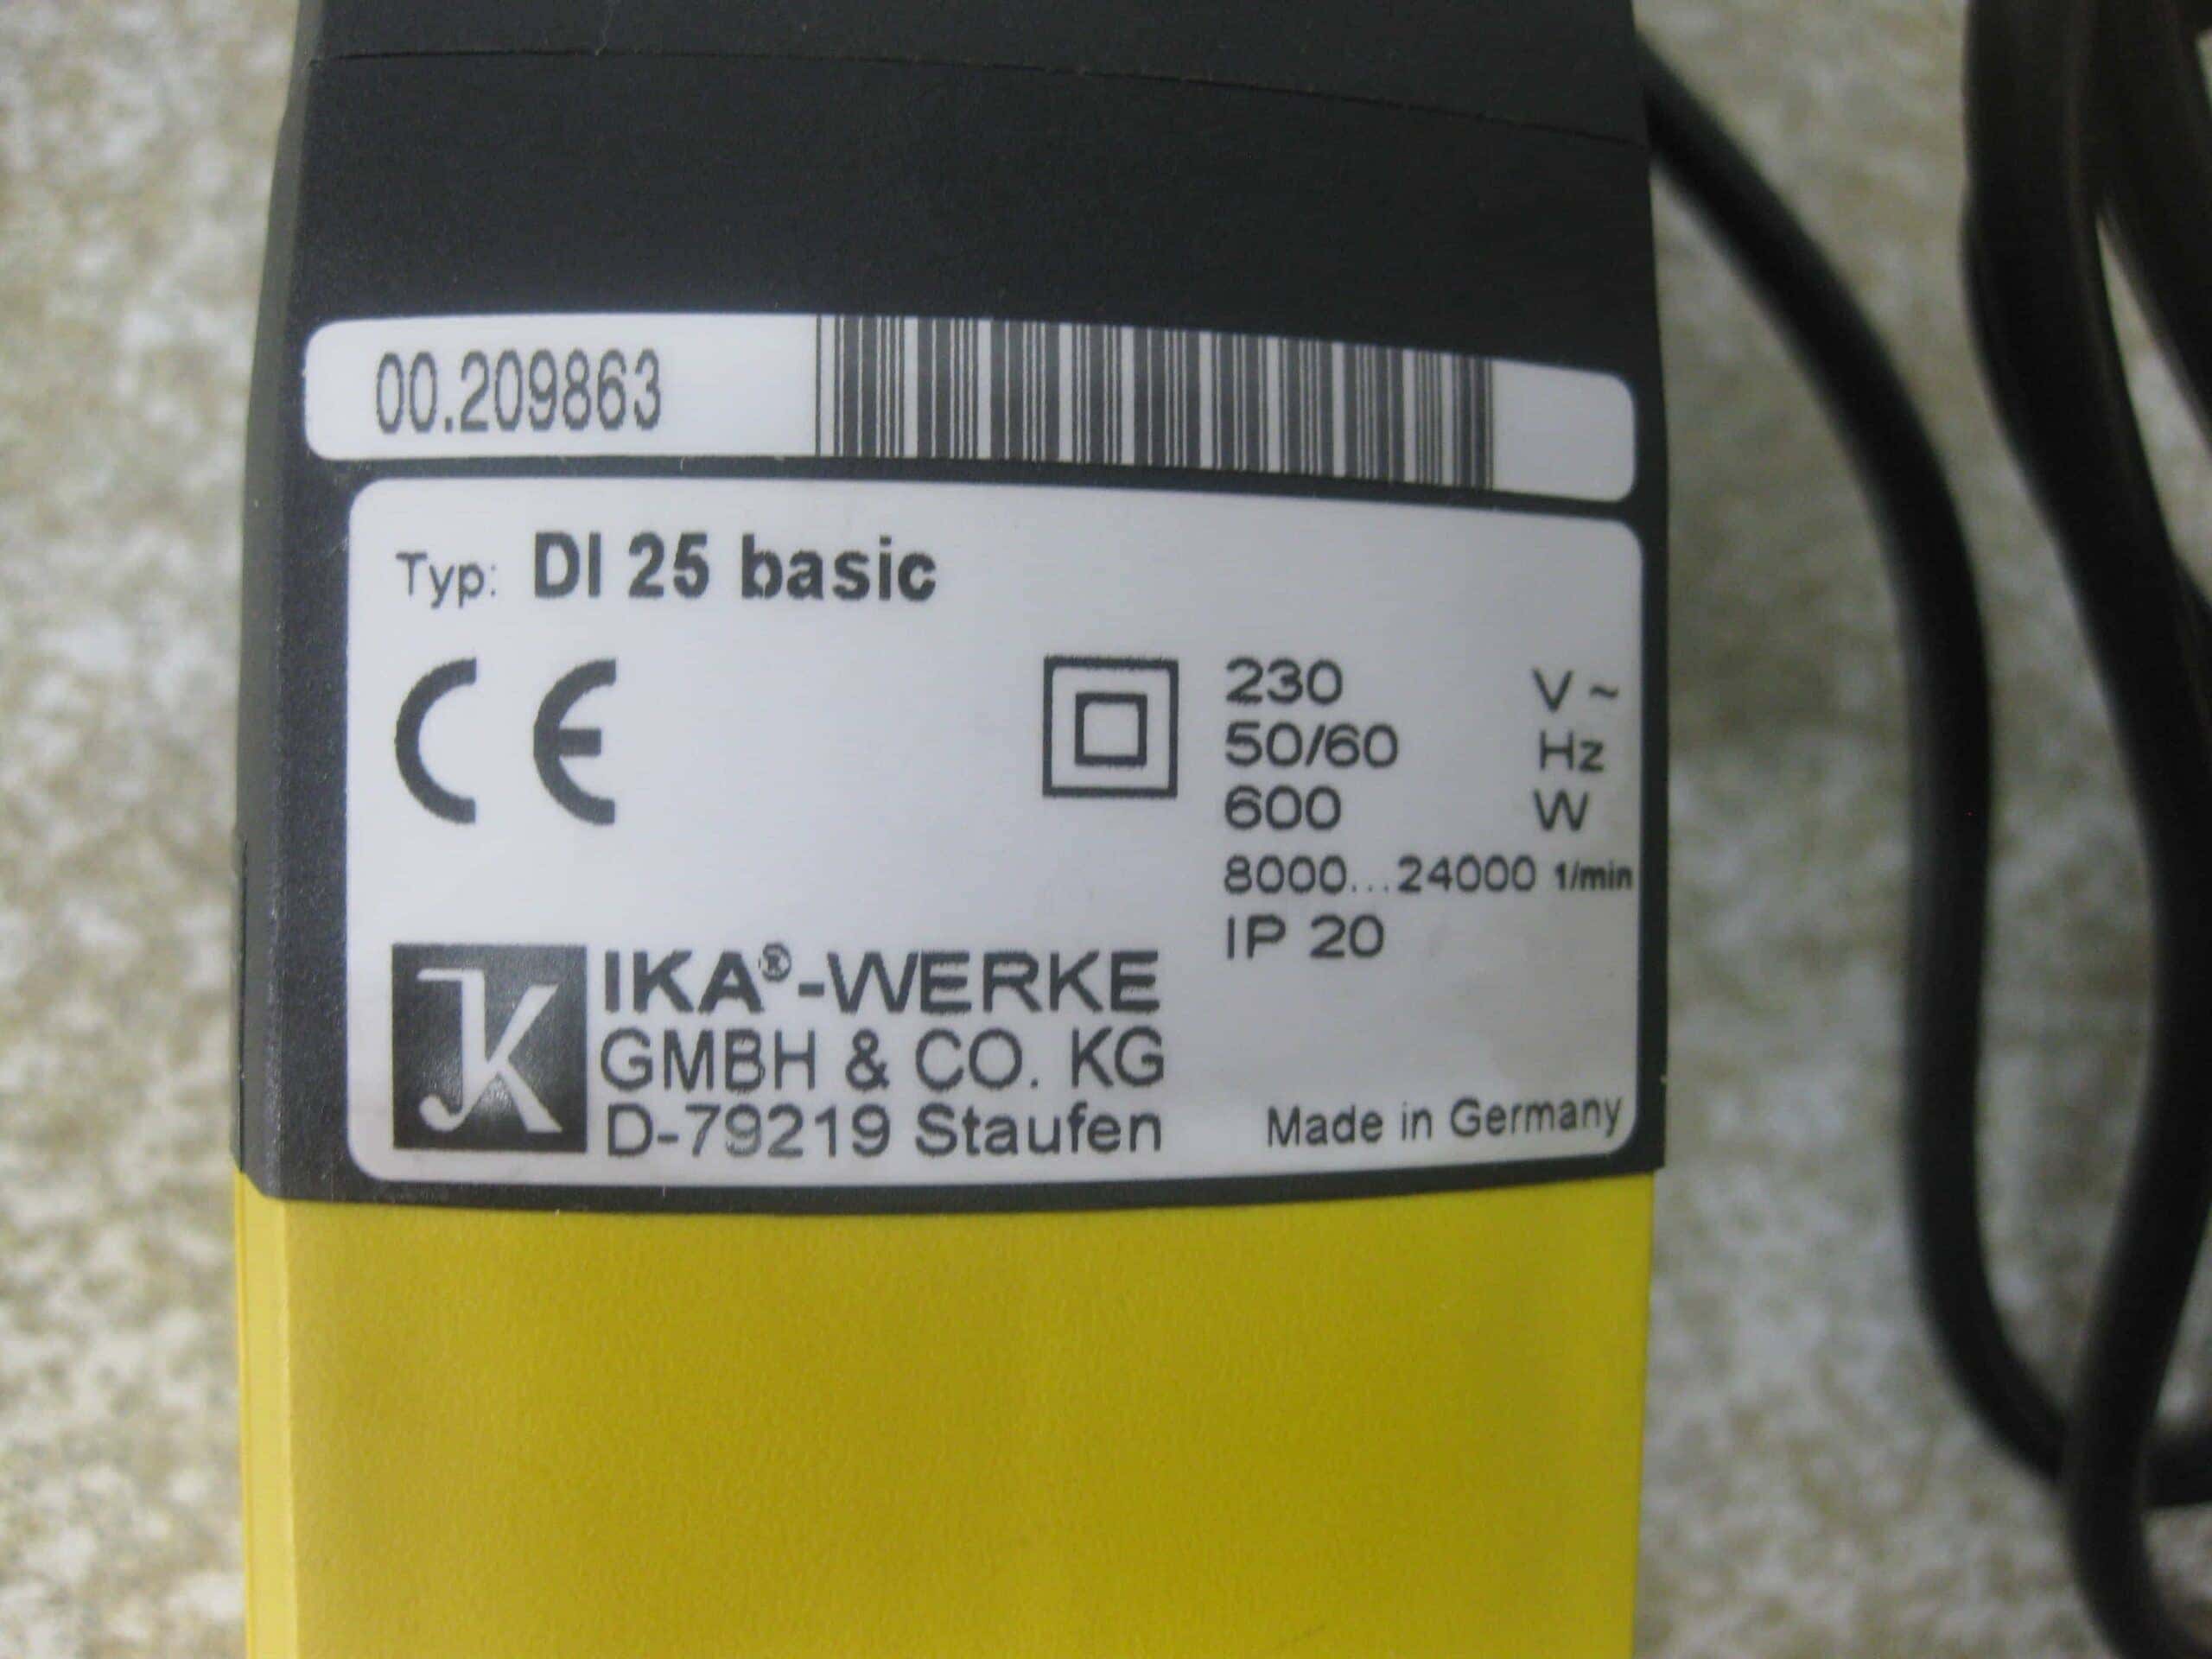 00.209863
Typ: DI 25 basic
CE
230 V ~
50/60 Hz
600 W
8000...24000 1/min
IP 20
IKA®-WERKE
GMBH & CO. KG
D-79219 Staufen
Made in Germany